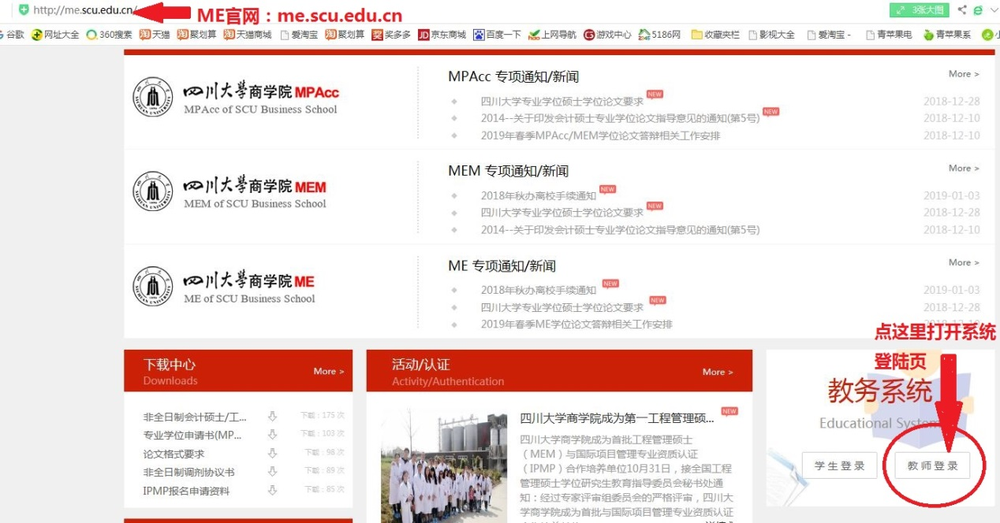 http://me.scu.edu.cn/
ME官网：me.scu.edu.cn
3张大图
谷歌 网址大全 360搜索 天猫 聚划算 天猫商城 爱淘宝 聚划算 奖多多 京东商城 百度一下 上网导航 游戏中心 5186网 收藏夹栏 影视大全 爱淘宝 - 青苹果电 青苹果系
四川大学商学院 MPAcc
MPAcc of SCU Business School
MPAcc 专项通知/新闻
More >
四川大学专业学位硕士学位论文要求 NEW 2018-12-28
2014--关于印发会计硕士专业学位论文指导意见的通知(第5号) NEW 2018-12-10
2019年春季MPAcc/MEM学位论文答辩相关工作安排 2018-12-10
四川大学商学院 MEM
MEM of SCU Business School
MEM 专项通知/新闻
More >
2018年秋办离校手续通知 NEW 2019-01-03
四川大学专业学位硕士学位论文要求 NEW 2018-12-28
2014--关于印发会计硕士专业学位论文指导意见的通知(第5号) 2018-12-10
四川大学商学院 ME
ME of SCU Business School
ME 专项通知/新闻
More >
2018年秋办离校手续通知 NEW 2019-01-03
四川大学专业学位硕士学位论文要求 NEW 2018-12-28
2019年春季ME学位论文答辩相关工作安排
点这里打开系统
登陆页
下载中心
Downloads
More >
非全日制会计硕士/工... 下载：175 次
专业学位申请书(MP... 下载：103 次
论文格式要求 下载：98 次
非全日制调剂协议书 下载：89 次
IPMP报名申请资料 下载：85 次
活动/认证
Activity/Authentication
More >
四川大学商学院成为第一工程管理硕... NEW
四川大学商学院成为首批工程管理硕士
（MEM）与国际项目管理专业资质认证
（IPMP）合作培养单位10月31日，接全国工程
管理硕士学位研究生教育指导委员会秘书处通
知：经过专家评审组委员会的严格评审，四川大
学商学院成为首批工程管理硕士专业学位
教务系统
Educational System
学生登录
教师登录